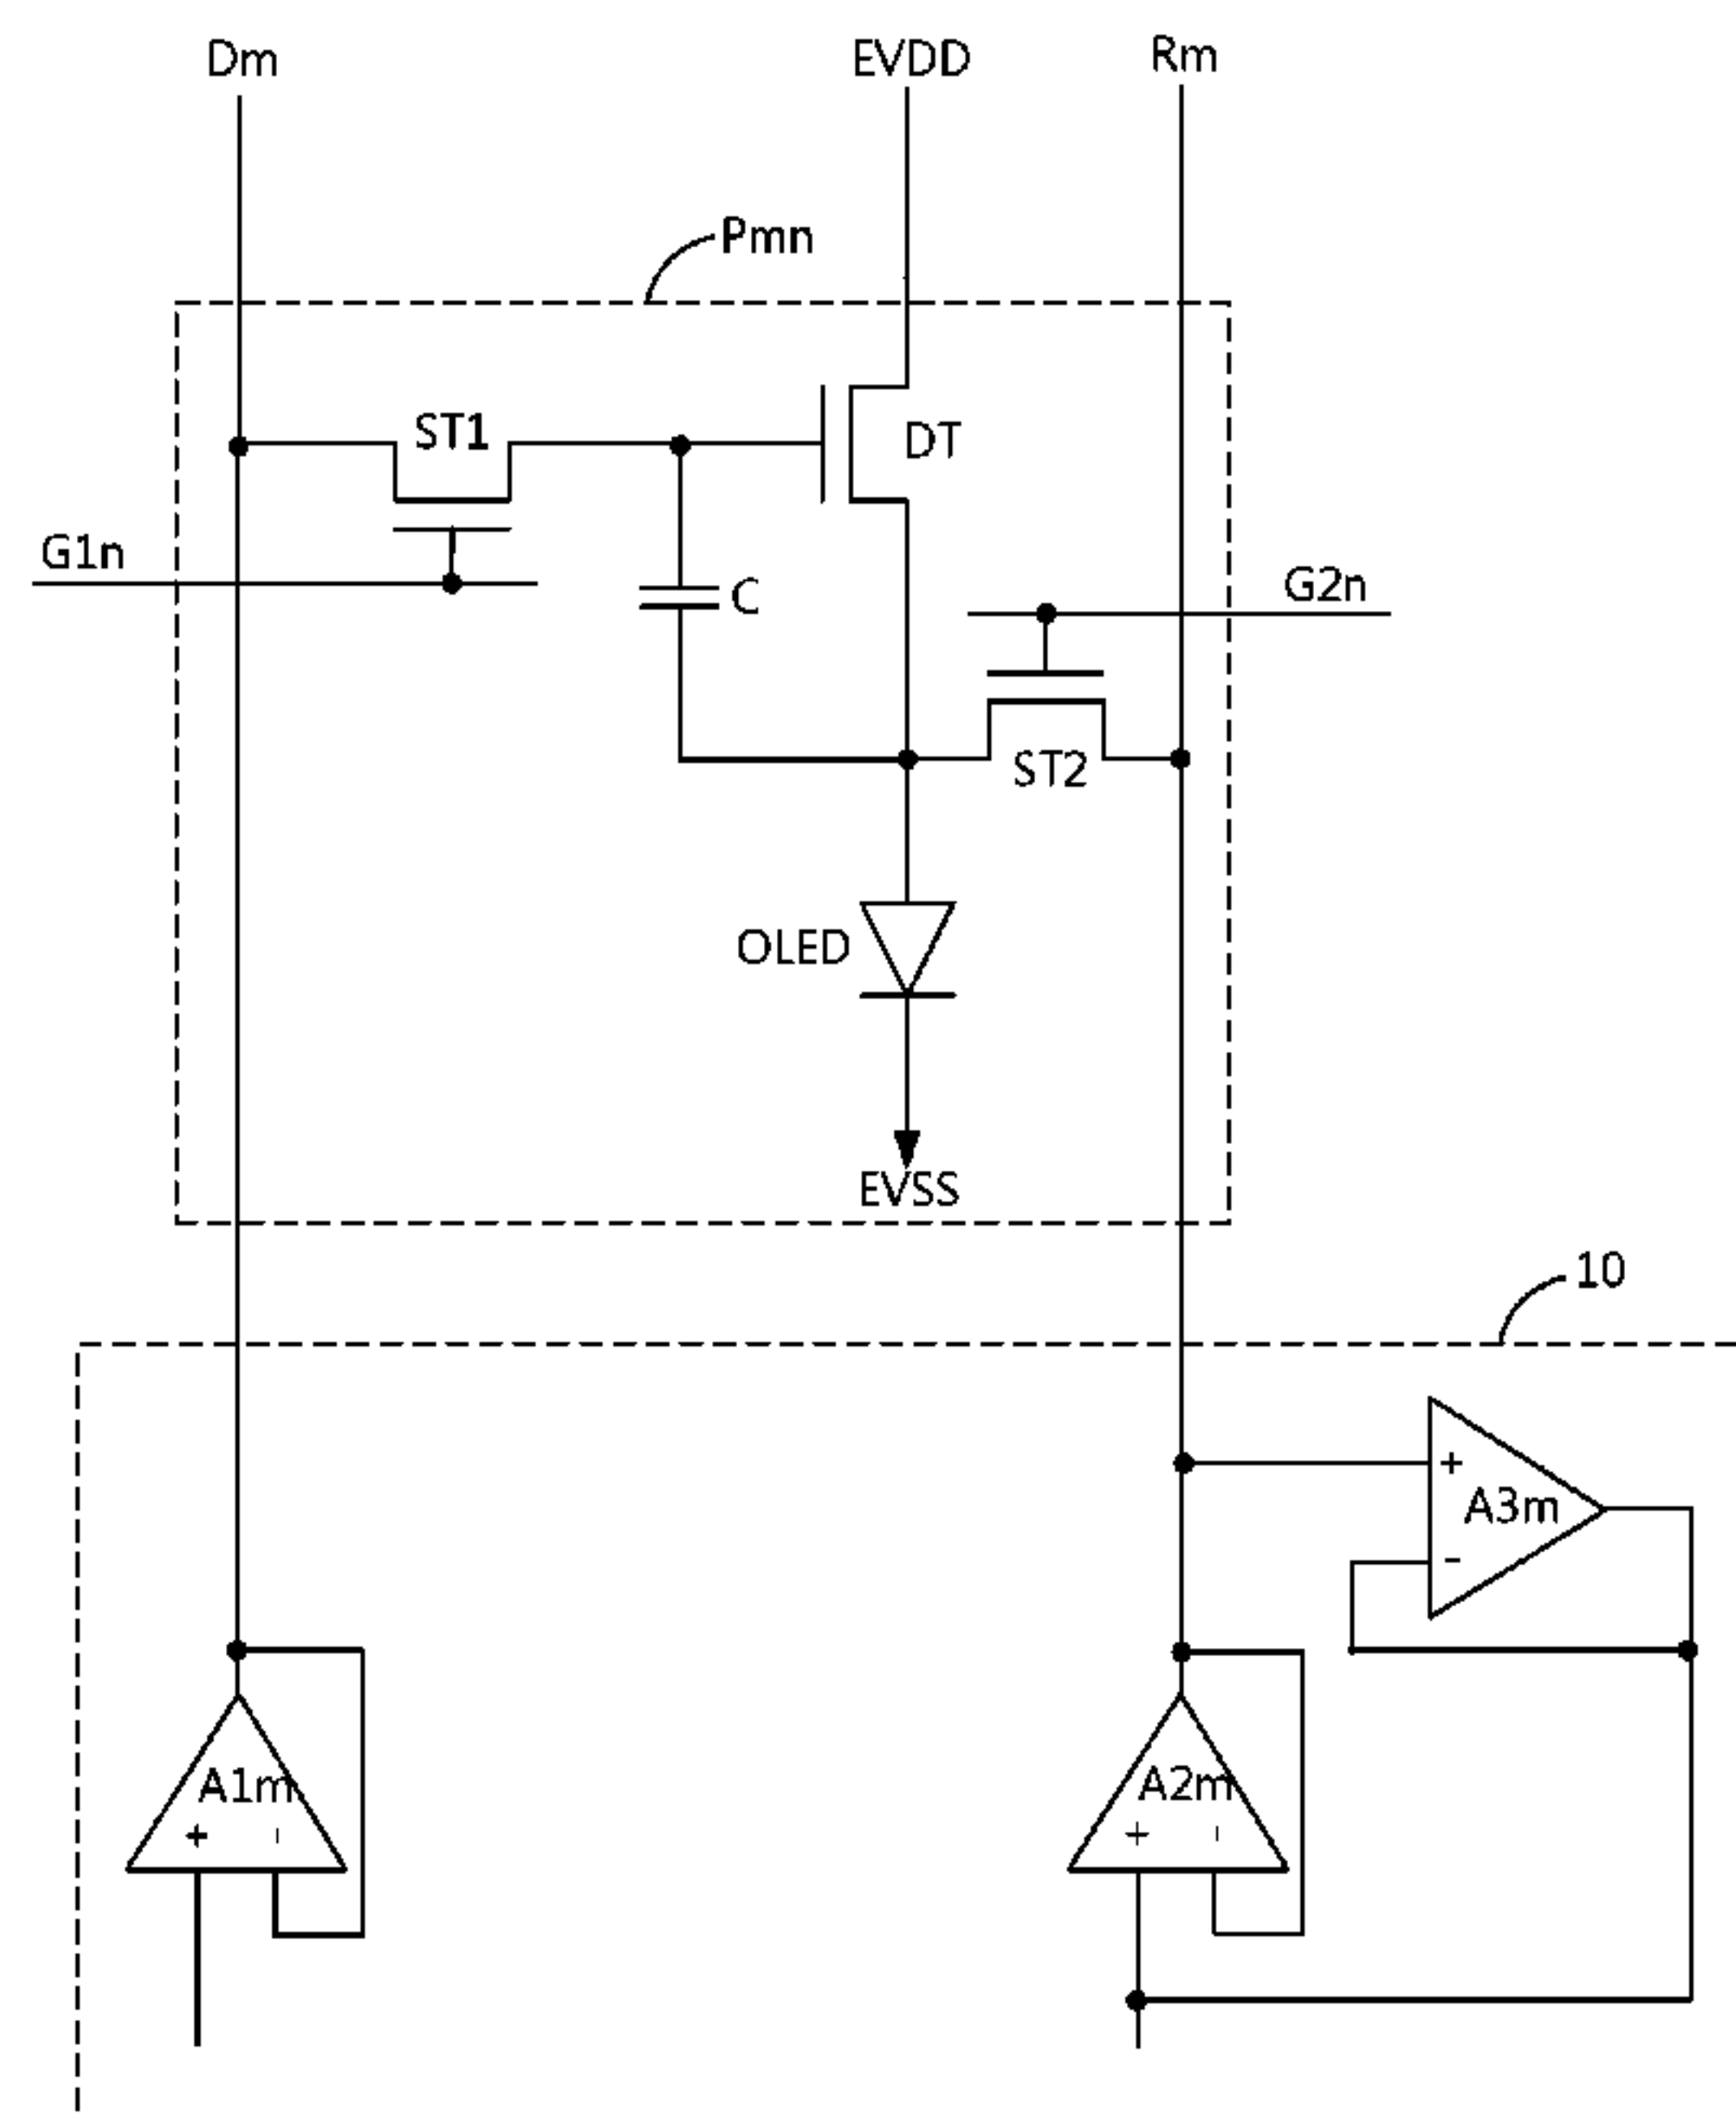 Dm
EVDD
Rm
Pmn
ST1
DT
G1n
C
G2n
ST2
OLED
EVSS
10
+
A3m
-
A1m
+ -
A2m
+ -